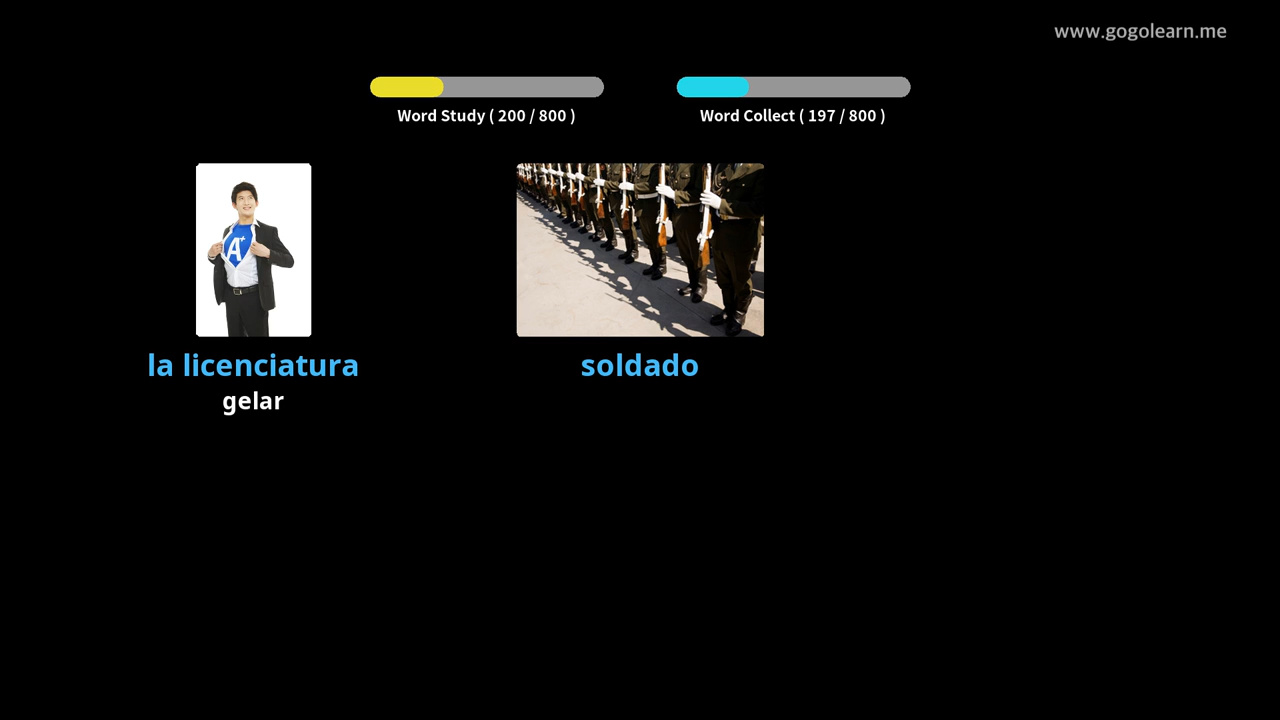 www.gogolearn.me
Word Study ( 200 / 800 )
Word Collect ( 197 / 800 )
A+
la licenciatura
gelar
soldado